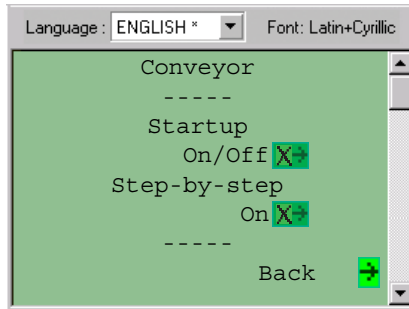 Language : ENGLISH * Font: Latin+Cyrillic
Conveyor
-----
Startup
On/Off X
Step-by-step
On X
-----
Back